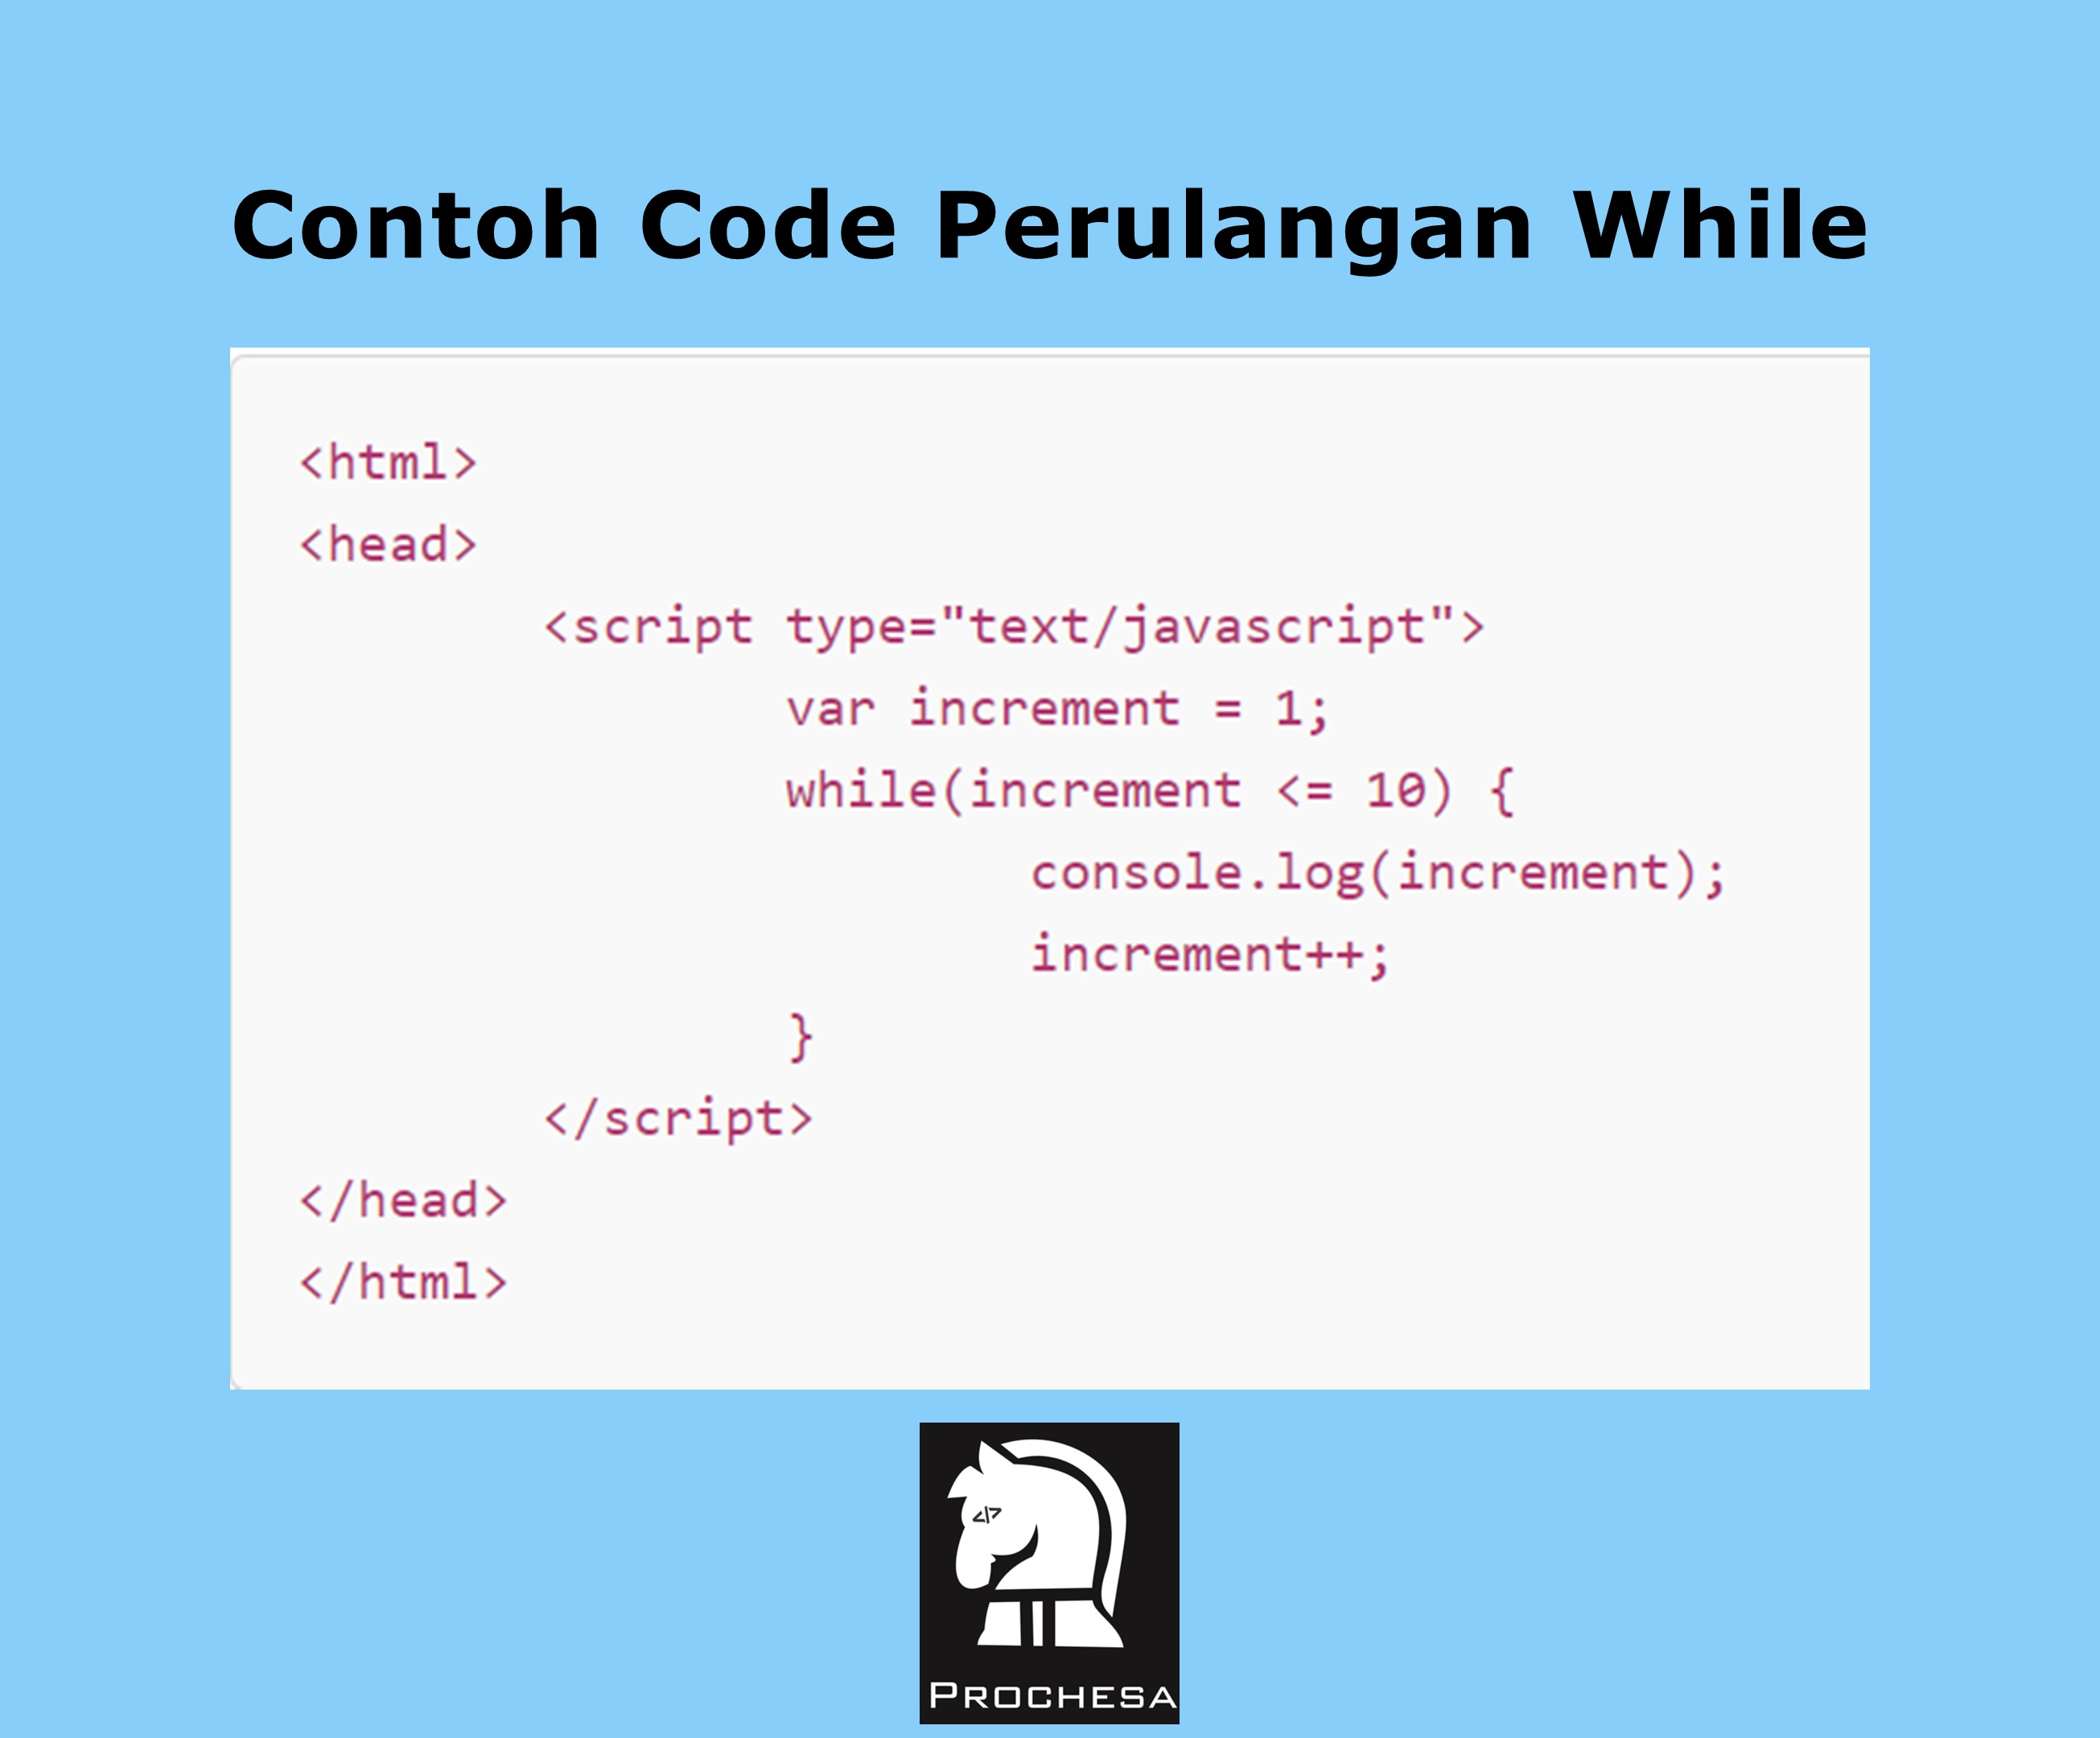 Contoh Code Perulangan While
<html>
<head>
<script type="text/javascript">
var increment = 1;
while(increment <= 10) {
console.log(increment);
increment++;
}
</script>
</head>
</html>
</>
PROCHESA